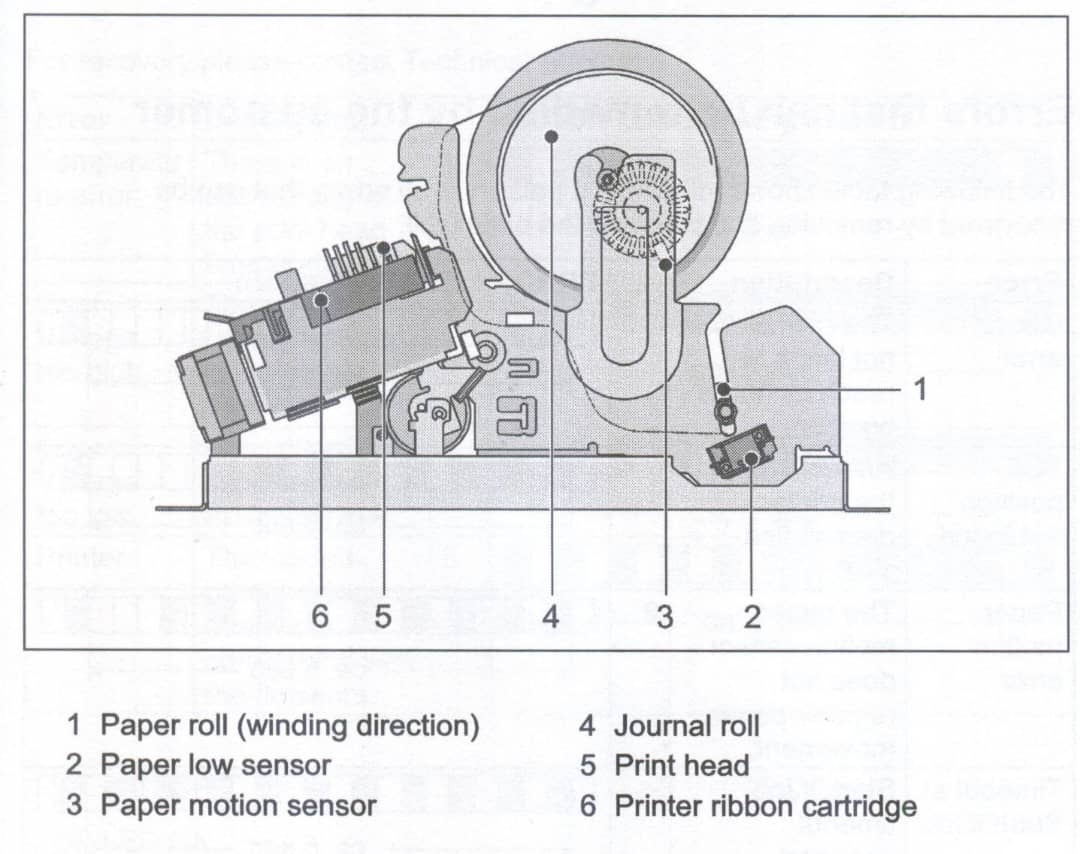 1
6 5 4 3 2
1 Paper roll (winding direction)
2 Paper low sensor
3 Paper motion sensor
4 Journal roll
5 Print head
6 Printer ribbon cartridge